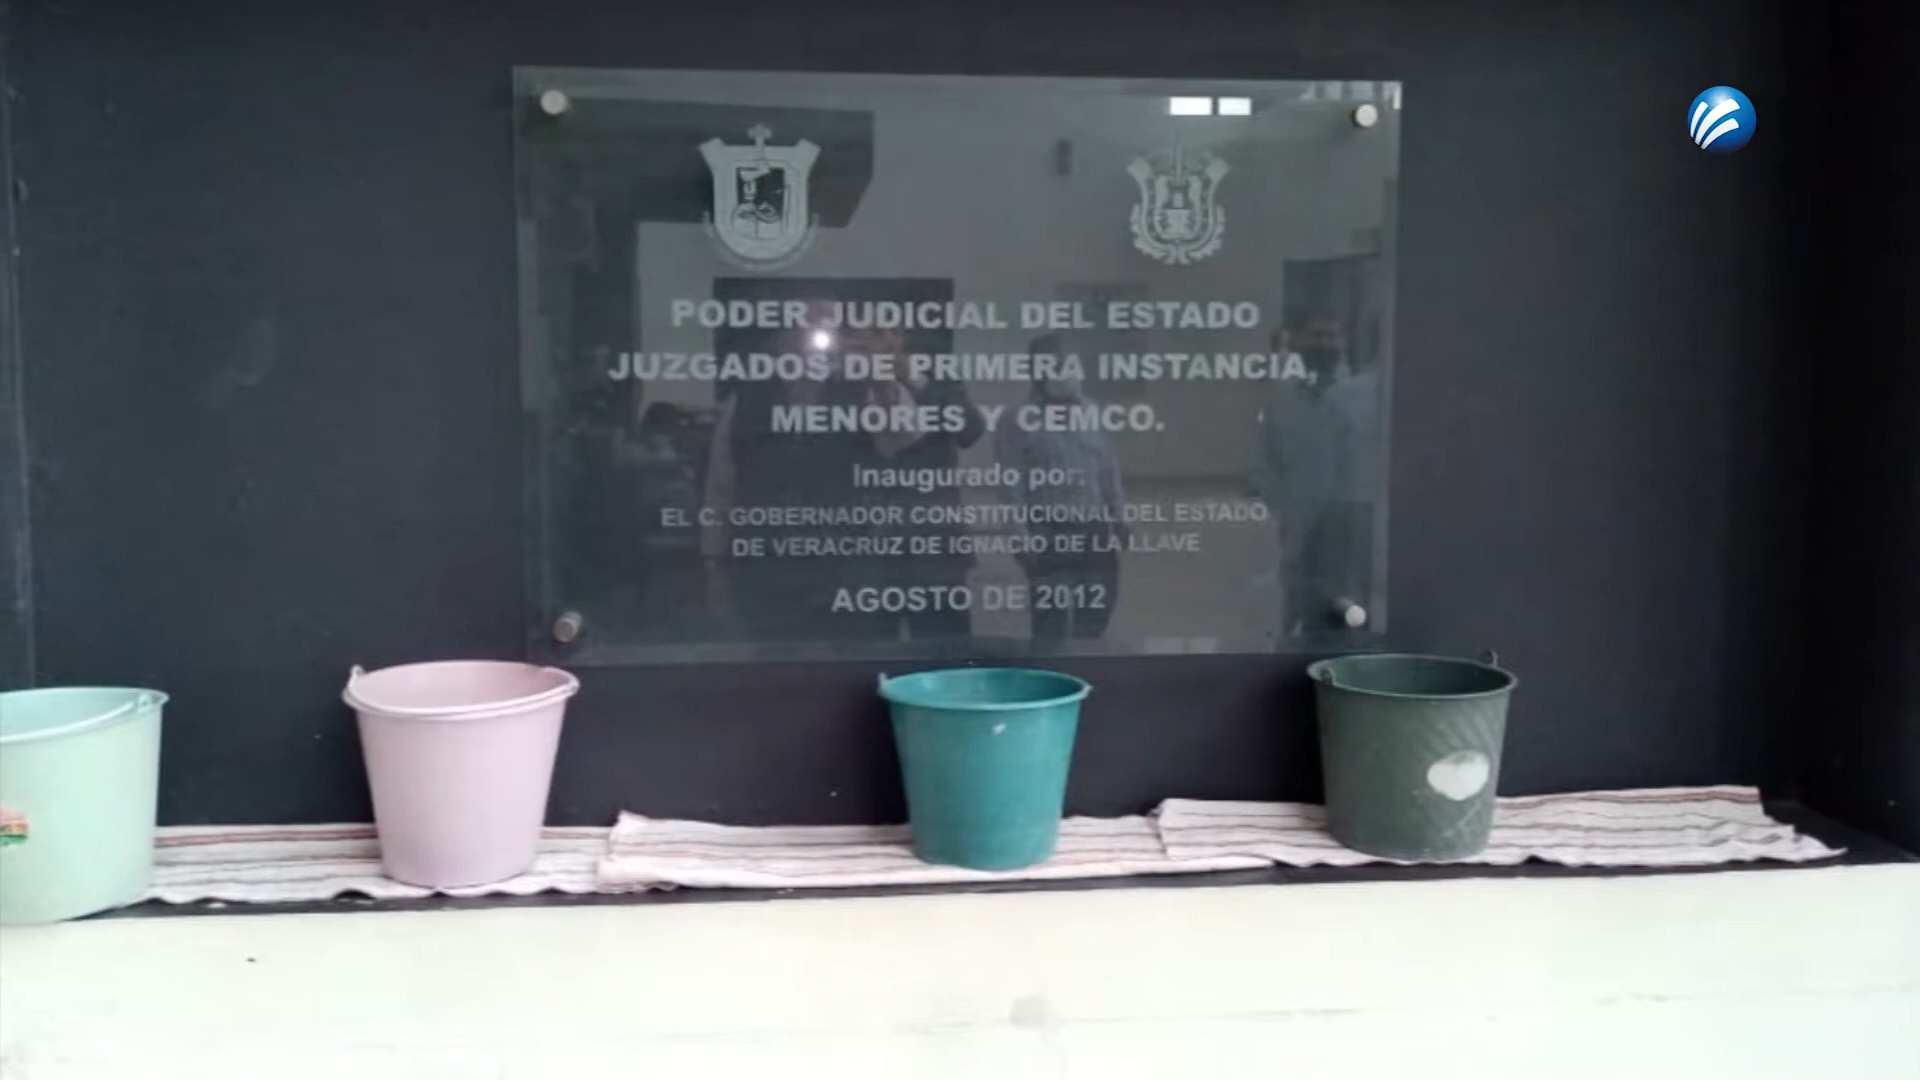 PODER JUDICIAL DEL ESTADO
JUZGADOS DE PRIMERA INSTANCIA,
MENORES Y CEMCO.
Inaugurado por:
EL C. GOBERNADOR CONSTITUCIONAL DEL ESTADO
DE VERACRUZ DE IGNACIO DE LA LLAVE
AGOSTO DE 2012